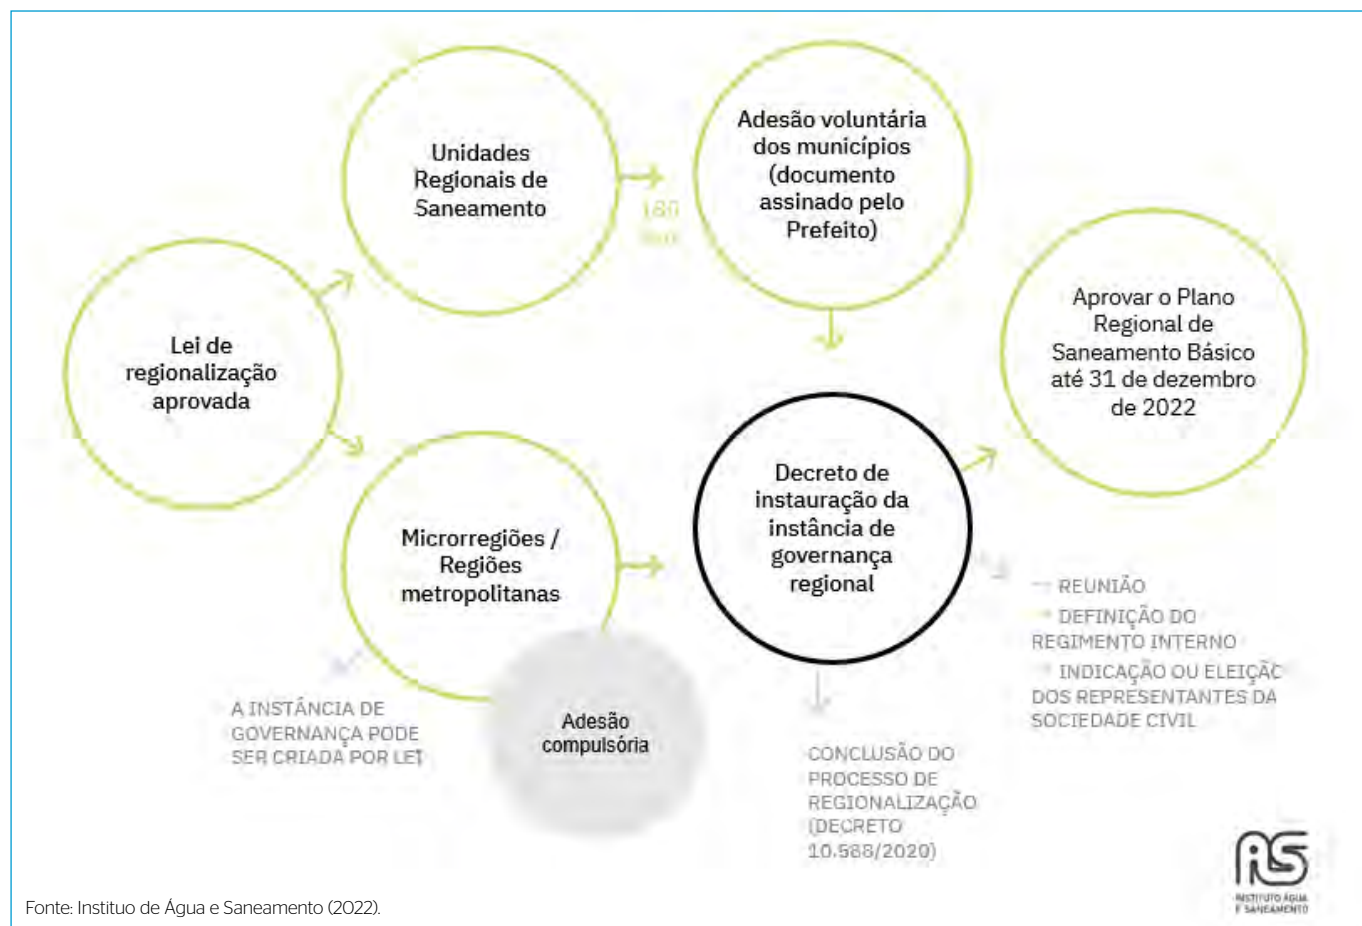 Lei de
regionalização
aprovada
Unidades
Regionais de
Saneamento
180
Adesão voluntária
dos municípios
(documento
assinado pelo
Prefeito)
Microrregiões /
Regiões
metropolitanas
Adesão
compulsória
A INSTÂNCIA DE
GOVERNANÇA PODE
SER CRIADA POR LEI
Decreto de
instauração da
instância de
governança
regional
CONCLUSÃO DO
PROCESSO DE
REGIONALIZAÇÃO
(DECRETO
10.588/2020)
Aprovar o Plano
Regional de
Saneamento Básico
até 31 de dezembro
de 2022
REUNIÃO
DEFINIÇÃO DO
REGIMENTO INTERNO
INDICAÇÃO OU ELEIÇÃO
DOS REPRESENTANTES DA
SOCIEDADE CIVIL
INSTITUTO ÁGUA
E SANEAMENTO
Fonte: Instituo de Água e Saneamento (2022).